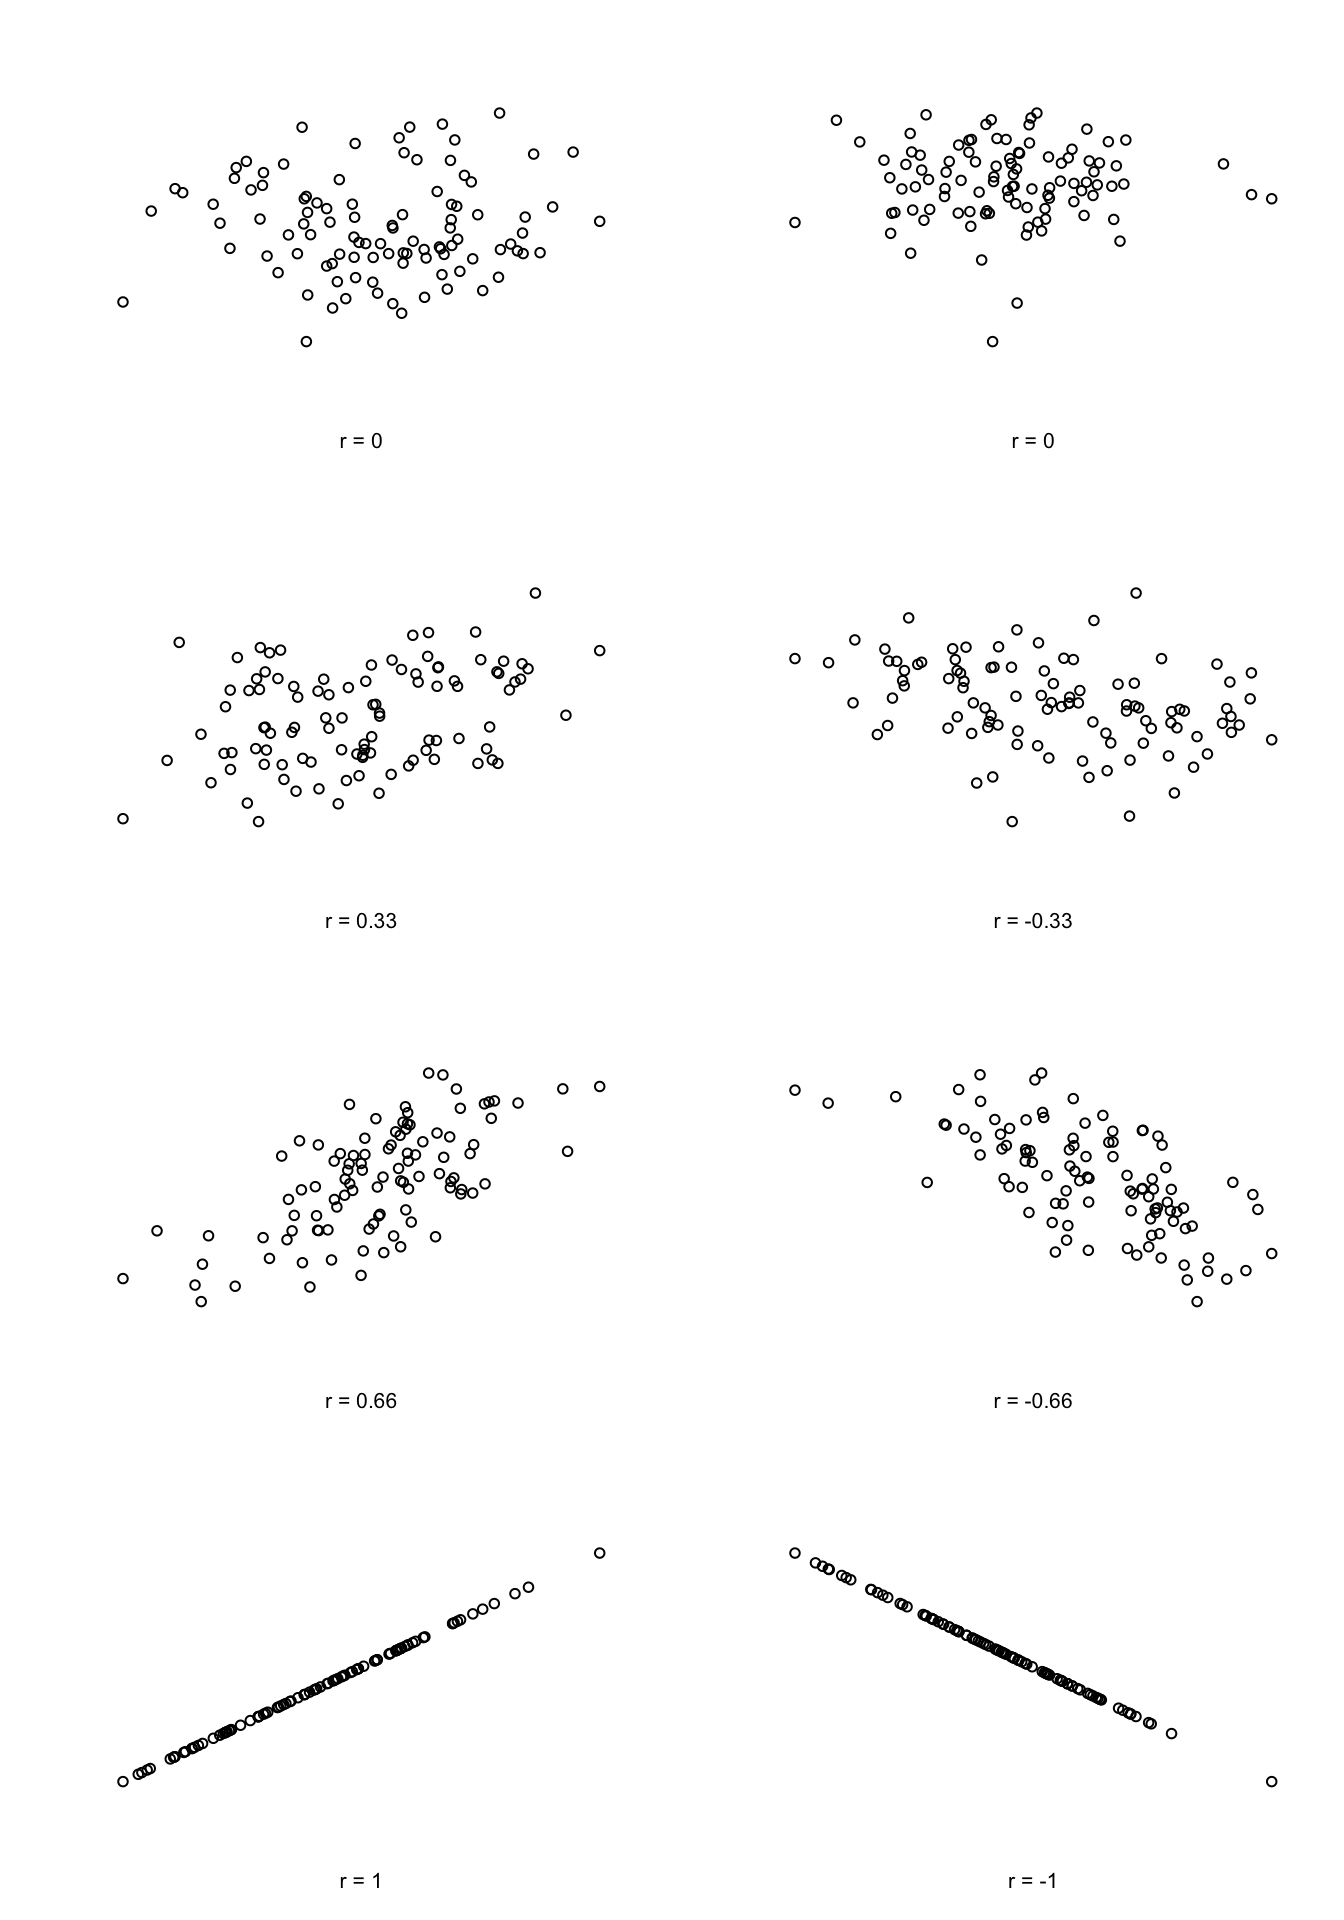 r = 0
r = 0
r = 0.33
r = -0.33
r = 0.66
r = -0.66
r = 1
r = -1